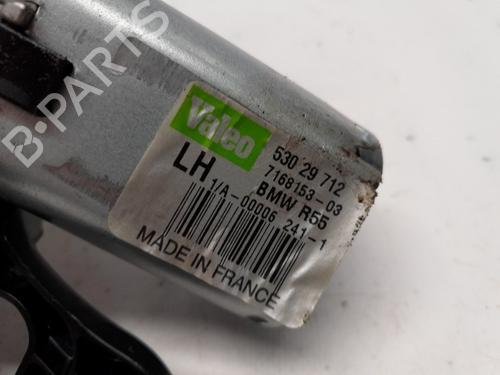 B-PARTS
Valeo
530 29 712
7168153-03
LH BMW R55
1/A-00006 241-1
MADE IN FRANCE